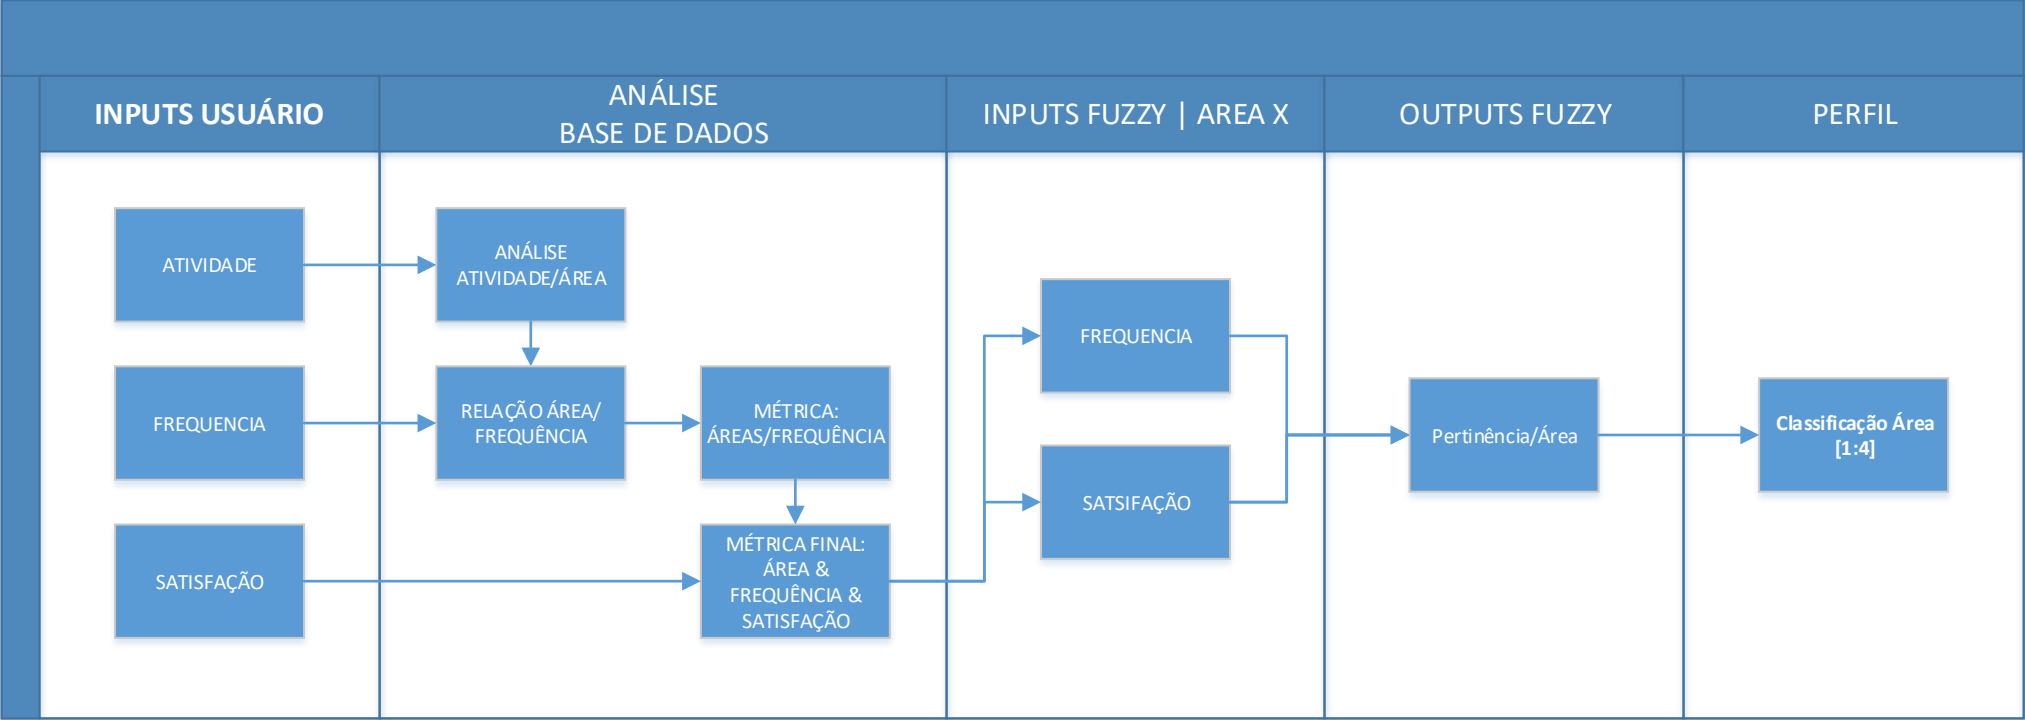 INPUTS USUÁRIO
ANÁLISE
BASE DE DADOS
INPUTS FUZZY | AREA X
OUTPUTS FUZZY
PERFIL
ATIVIDADE
ANÁLISE
ATIVIDADE/ÁREA
FREQUENCIA
RELAÇÃO ÁREA/
FREQUÊNCIA
MÉTRICA:
ÁREAS/FREQUÊNCIA
SATISFAÇÃO
MÉTRICA FINAL:
ÁREA &
FREQUÊNCIA &
SATISFAÇÃO
FREQUENCIA
SATSIFAÇÃO
Pertinência/Área
Classificação Área
[1:4]